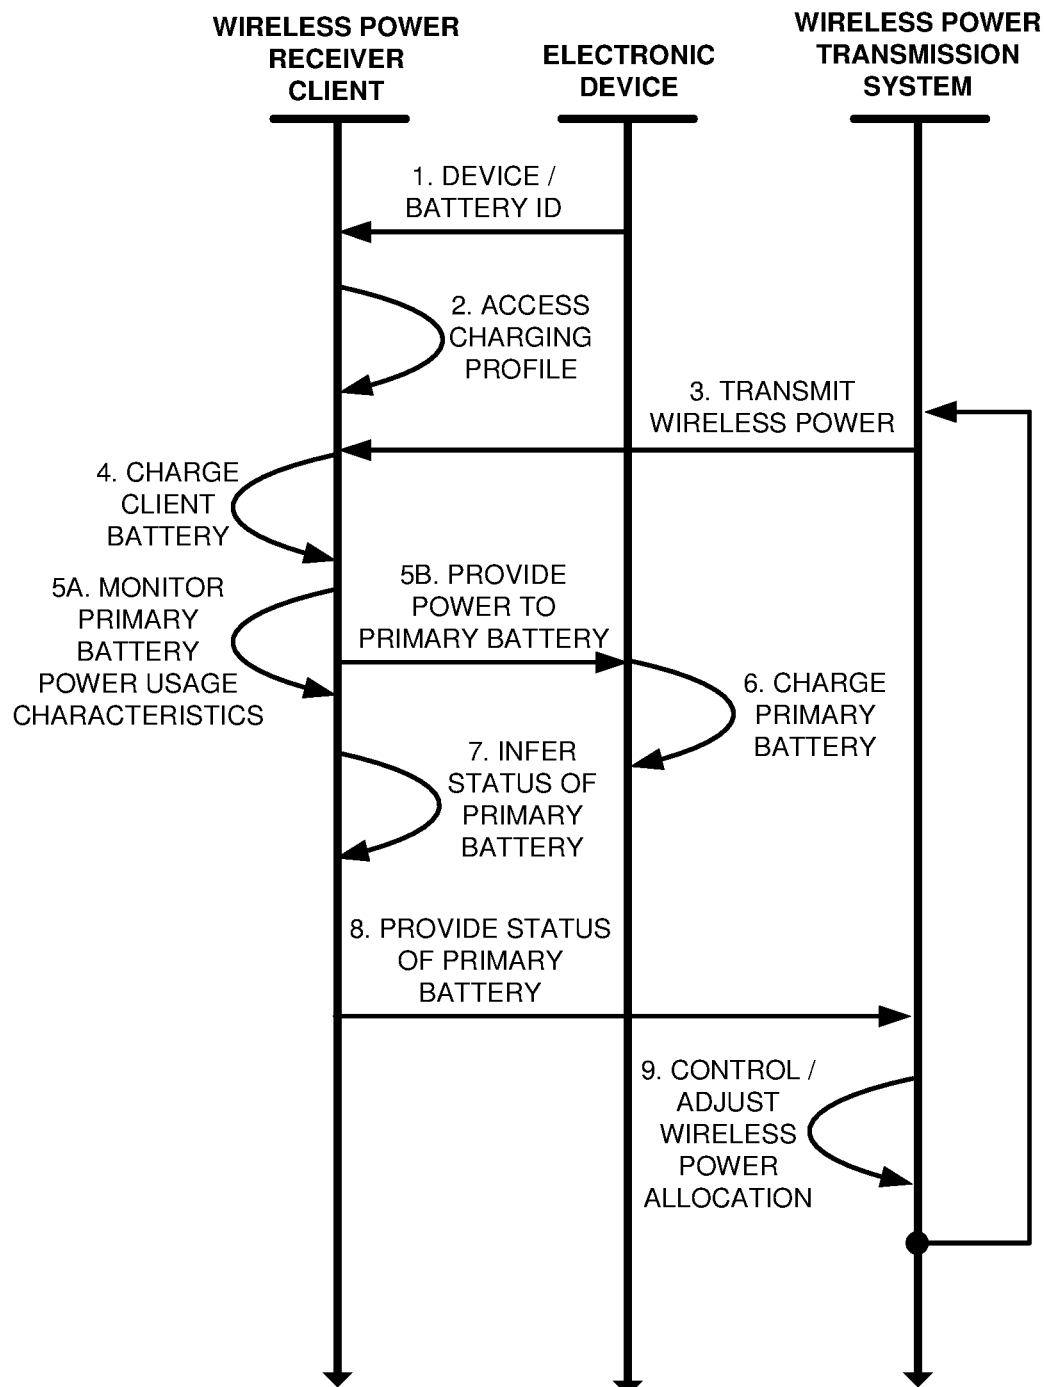 WIRELESS POWER
RECEIVER
CLIENT
ELECTRONIC
DEVICE
WIRELESS POWER
TRANSMISSION
SYSTEM
1. DEVICE /
BATTERY ID
2. ACCESS
CHARGING
PROFILE
3. TRANSMIT
WIRELESS POWER
4. CHARGE
CLIENT
BATTERY
5A. MONITOR
PRIMARY
BATTERY
POWER USAGE
CHARACTERISTICS
5B. PROVIDE
POWER TO
PRIMARY BATTERY
6. CHARGE
PRIMARY
BATTERY
7. INFER
STATUS OF
PRIMARY
BATTERY
8. PROVIDE STATUS
OF PRIMARY
BATTERY
9. CONTROL /
ADJUST
WIRELESS
POWER
ALLOCATION